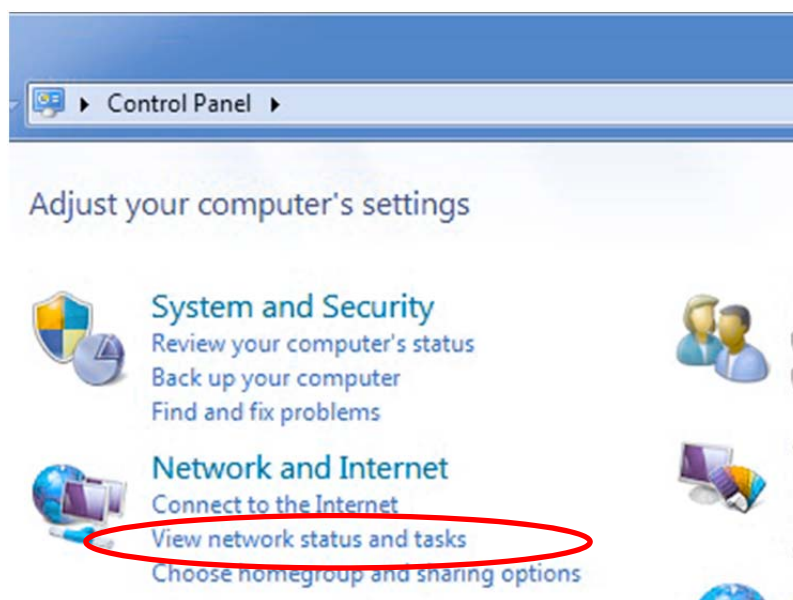 Control Panel
Adjust your computer's settings
System and Security
Review your computer's status
Back up your computer
Find and fix problems
Network and Internet
Connect to the Internet
View network status and tasks
Choose homegroup and sharing options